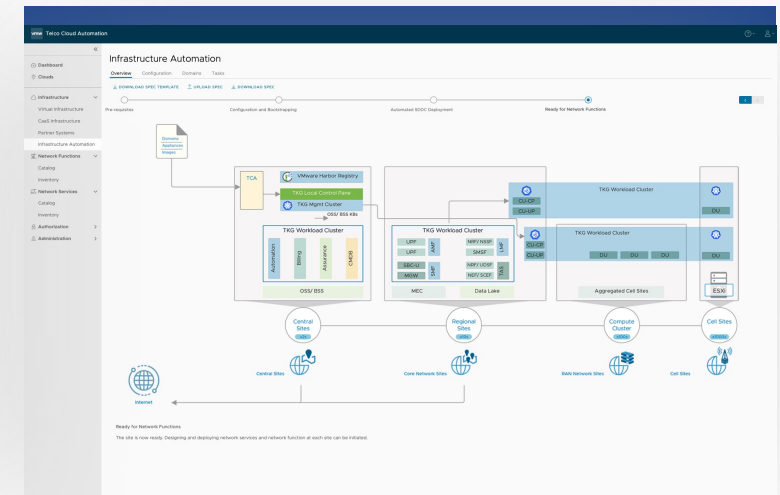 vmw Telco Cloud Automation
Infrastructure Automation
Dashboard
Clouds
Infrastructure
Virtual Infrastructure
CaaS Infrastructure
Partner Systems
Infrastructure Automation
Network Functions
Catalog
Inventory
Network Services
Catalog
Inventory
Authorization
Administration
Overview Configuration Domains Tasks
DOWNLOAD SPEC TEMPLATE UPLOAD SPEC DOWNLOAD SPEC
Pre-requisites Configuration and Bootstrapping Automated SDDC Deployment Ready for Network Functions
Domains
Appliances
Images
TCA
VMware Harbor Registry
TKG Local Control Pane
TKG Mgmt Cluster
OSS/ BSS K8s
TKG Workload Cluster
Automation
Billing
Assurance
CMDB
OSS/ BSS
TKG Workload Cluster
UPF
UPF
AMF
NRF/ NSSF
SMSF
LMF
SBC-U
MGW
SMF
NRF/ UDSF
NEF/ SCEF
TAS
MEC
Data Lake
TKG Workload Cluster
CU-CP
CU-UP
DU
TKG Workload Cluster
CU-CP
CU-UP
DU DU DU
DU
Aggregated Cell Sites
ESXi
Central
Sites
Regional
Sites
Compute
Cluster
Cell Sites
Central Sites
Core Network Sites
RAN Network Sites
Cell Sites
Internet
Ready for Network Functions
The site is now ready. Designing and deploying network services and network function at each site can be initiated.